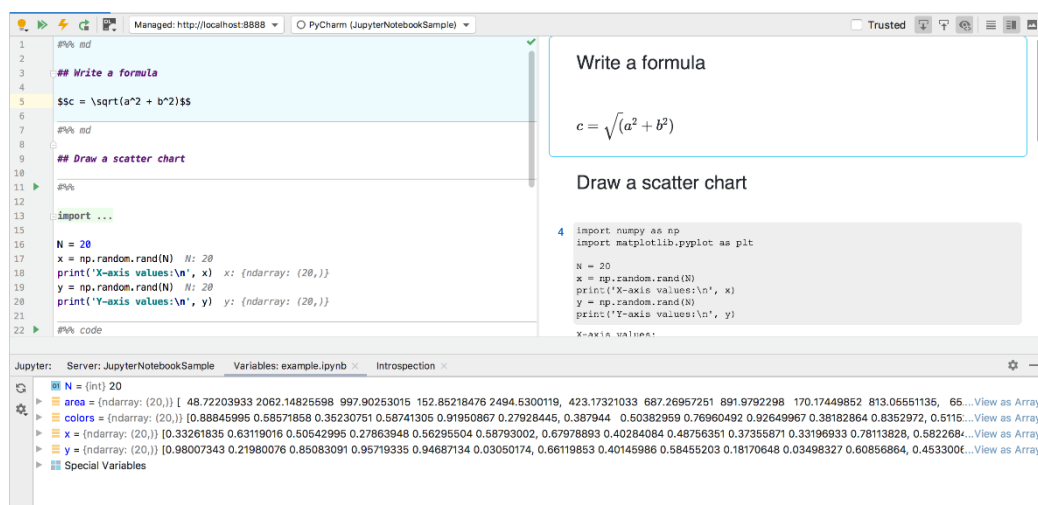 Managed: http://localhost:8888
PyCharm (JupyterNotebookSample)
Trusted
1 #%% md
2
3 ## Write a formula
4
5 $$c = \sqrt(a^2 + b^2)$$
6
7 #%% md
8
9 ## Draw a scatter chart
10
11 #%%
12
13 import ...
15
16 N = 20
17 x = np.random.rand(N) N: 20
18 print('X-axis values:\n', x) x: {ndarray: (20,)}
19 y = np.random.rand(N) N: 20
20 print('Y-axis values:\n', y) y: {ndarray: (20,)}
21
22 #%% code
Write a formula
c = √(a² + b²)
Draw a scatter chart
4 import numpy as np
import matplotlib.pyplot as plt
N = 20
x = np.random.rand(N)
print('X-axis values:\n', x)
y = np.random.rand(N)
print('Y-axis values:\n', y)
X-axis values:
Jupyter: Server: JupyterNotebookSample Variables: example.ipynb Introspection
01 N = {int} 20
area = {ndarray: (20,)} [ 48.72203933 2062.14825598 997.90253015 152.85218476 2494.5300119, 423.17321033 687.26957251 891.9792298 170.17449852 813.05551136, 66....View as Array
colors = {ndarray: (20,)} [0.88845995 0.58571858 0.35230751 0.58741305 0.91950867 0.27928445, 0.387944 0.50382959 0.76960492 0.92649967 0.38182864 0.8352972, 0.5115...View as Array
x = {ndarray: (20,)} [0.33261835 0.63119016 0.50542995 0.27863948 0.56295504 0.58793002, 0.67978893 0.40284084 0.48756351 0.37355871 0.33196933 0.78113828, 0.582268...View as Array
y = {ndarray: (20,)} [0.98007343 0.21980076 0.85083091 0.95719335 0.94687134 0.03050174, 0.66119853 0.40145986 0.58455203 0.18170648 0.03498327 0.60856864, 0.453300...View as Array
Special Variables